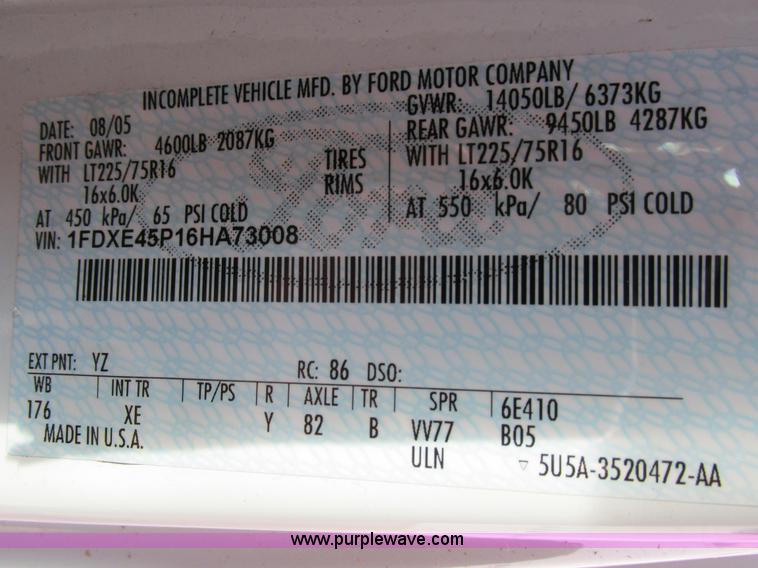 INCOMPLETE VEHICLE MFD. BY FORD MOTOR COMPANY
DATE: 08/05 GVWR: 14050LB/ 6373KG
FRONT GAWR: 4600LB 2087KG REAR GAWR: 9450LB 4287KG
WITH LT225/75R16 TIRES WITH LT225/75R16
16x6.0K RIMS 16x6.0K
AT 450 kPa/ 65 PSI COLD AT 550 kPa/ 80 PSI COLD
VIN: 1FDXE45P16HA73008
EXT PNT: YZ RC: 86 DSO:
WB INT TR TP/PS R AXLE TR SPR 6E410
176 XE Y 82 B VV77 B05
MADE IN U.S.A. ULN ▽ 5U5A-3520472-AA
www.purplewave.com